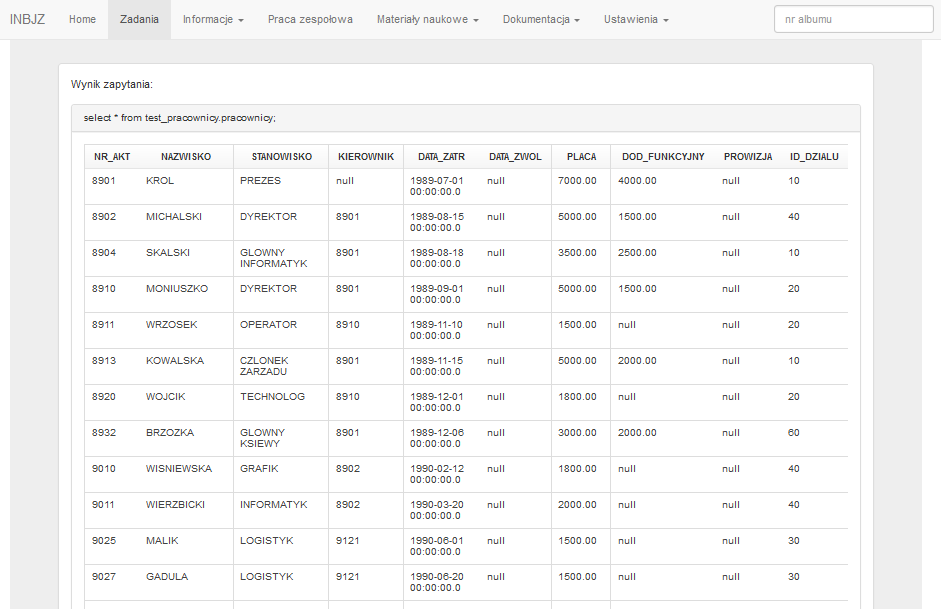 INBJZ Home Zadania Informacje Praca zespołowa Materiały naukowe Dokumentacja Ustawienia nr albumu
Wynik zapytania:
select * from test_pracownicy.pracownicy;
NR_AKT NAZWISKO STANOWISKO KIEROWNIK DATA_ZATR DATA_ZWOL PLACA DOD_FUNKCYJNY PROWIZJA ID_DZIALU
8901 KROL PREZES null 1989-07-01 null 7000.00 4000.00 null 10
00:00:00.0
8902 MICHALSKI DYREKTOR 8901 1989-08-15 null 5000.00 1500.00 null 40
00:00:00.0
8904 SKALSKI GLOWNY 8901 1989-08-18 null 3500.00 2500.00 null 10
INFORMATYK 00:00:00.0
8910 MONIUSZKO DYREKTOR 8901 1989-09-01 null 5000.00 1500.00 null 20
00:00:00.0
8911 WRZOSEK OPERATOR 8910 1989-11-10 null 1500.00 null null 20
00:00:00.0
8913 KOWALSKA CZLONEK 8901 1989-11-15 null 5000.00 2000.00 null 10
ZARZADU 00:00:00.0
8920 WOJCIK TECHNOLOG 8910 1989-12-01 null 1800.00 null null 20
00:00:00.0
8932 BRZOZKA GLOWNY 8901 1989-12-06 null 3000.00 2000.00 null 60
KSIEWY 00:00:00.0
9010 WISNIEWSKA GRAFIK 8902 1990-02-12 null 1800.00 null null 40
00:00:00.0
9011 WIERZBICKI INFORMATYK 8902 1990-03-20 null 2000.00 null null 40
00:00:00.0
9025 MALIK LOGISTYK 9121 1990-06-01 null 1500.00 null null 30
00:00:00.0
9027 GADULA LOGISTYK 9121 1990-06-20 null 1500.00 null null 30
00:00:00.0